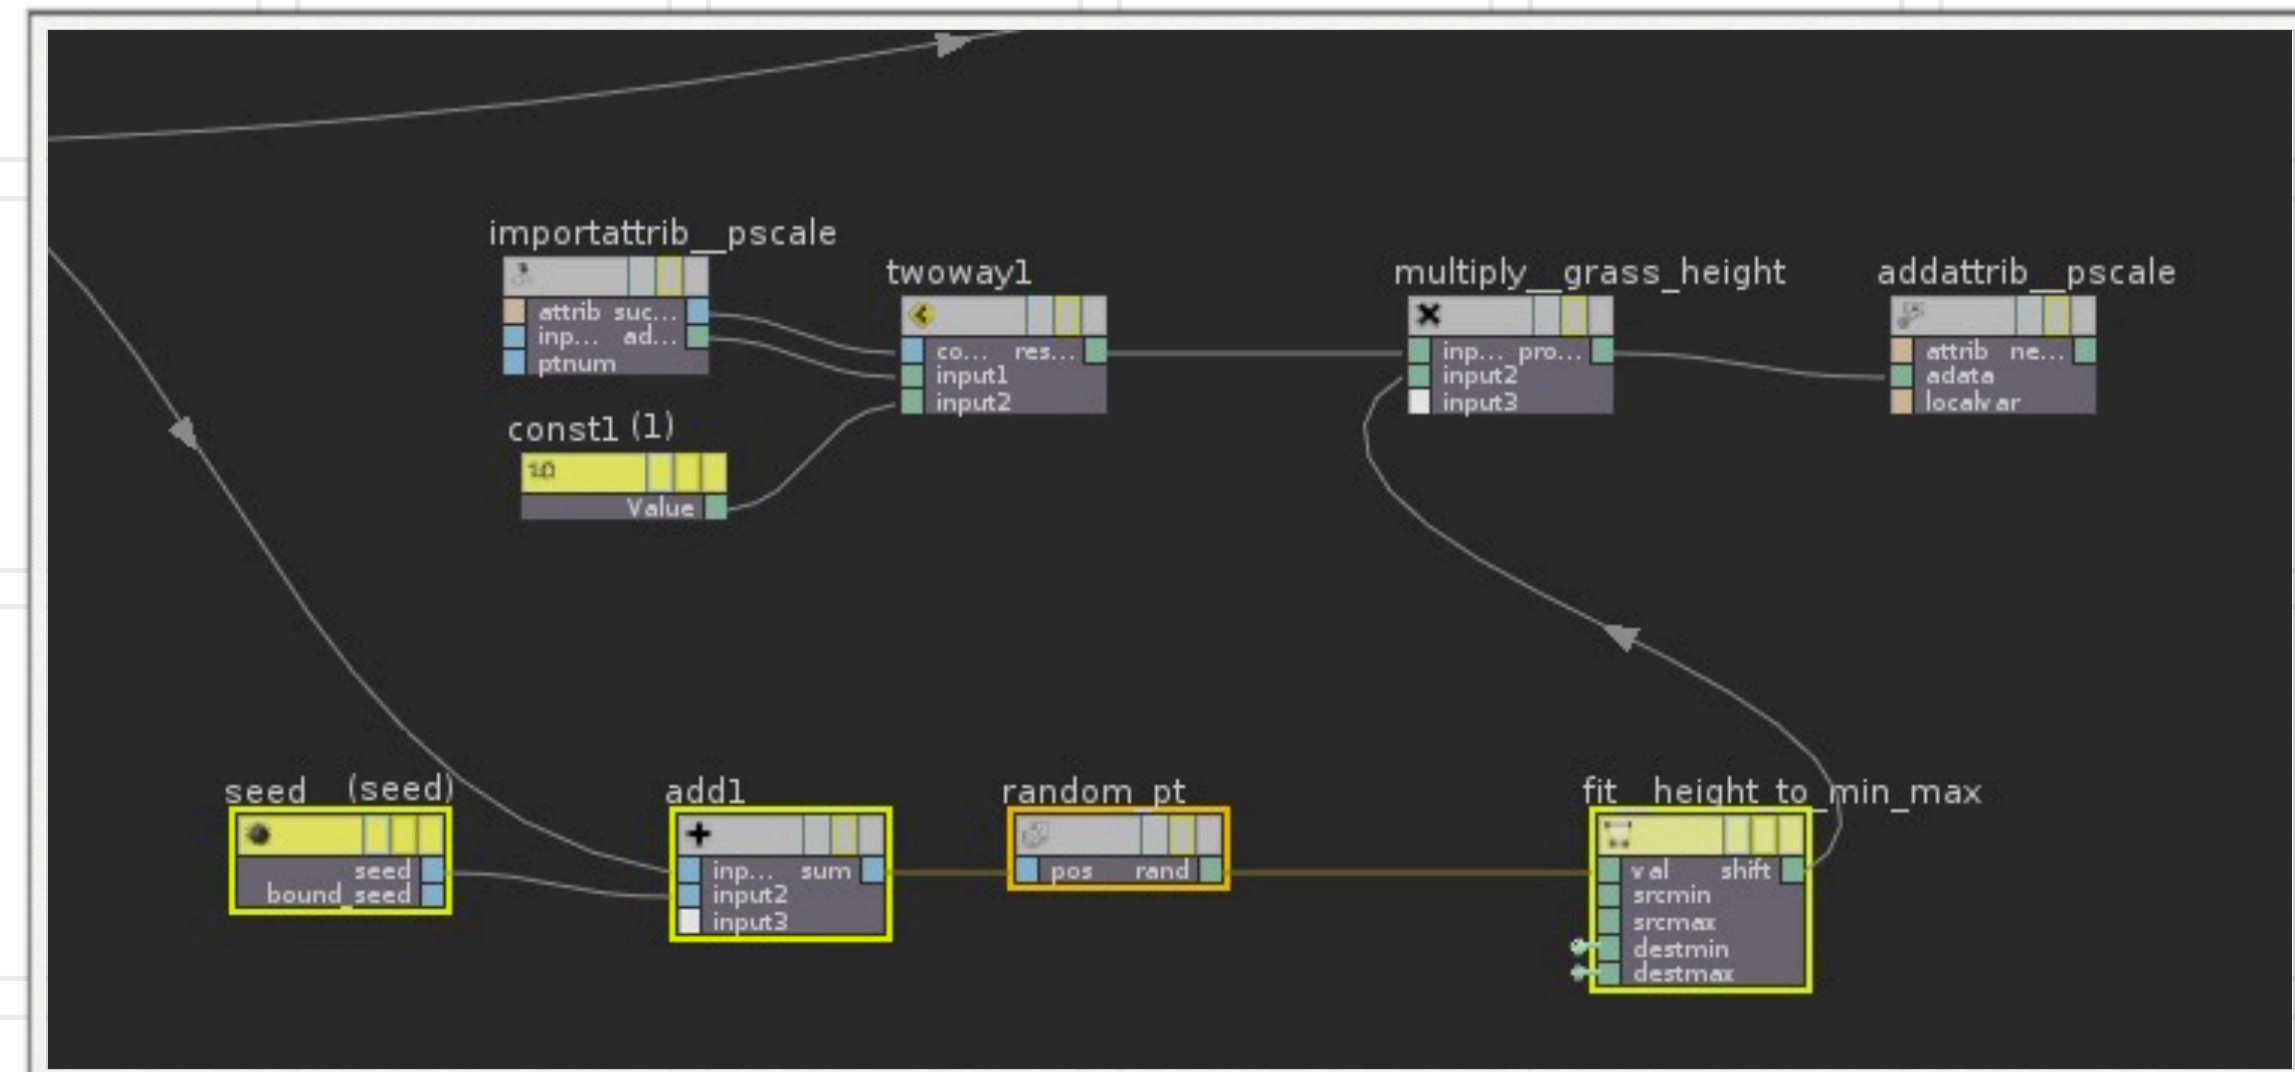 importattrib__pscale
attrib suc...
inp... ad...
ptnum
twoway1
co... res...
input1
input2
multiply__grass_height
inp... pro...
input2
input3
addattrib__pscale
attrib ne...
adata
localvar
const1 (1)
1.0
Value
seed (seed)
seed
bound_seed
add1
inp... sum
input2
input3
random_pt
pos rand
fit__height_to_min_max
val shift
srcmin
srcmax
destmin
destmax